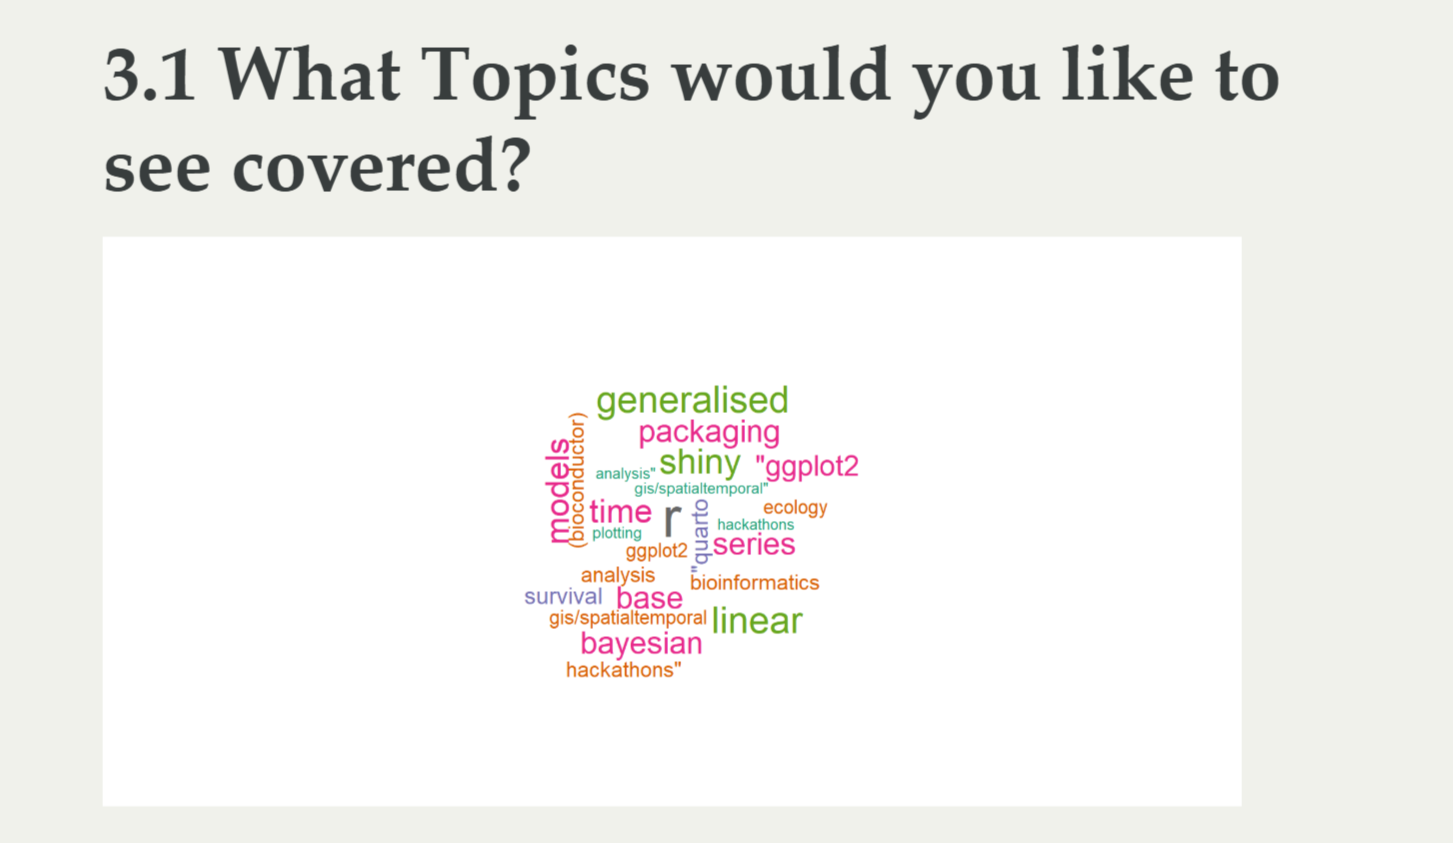 3.1 What Topics would you like to
see covered?
generalised
packaging
models
(bioconductor)
shiny
"ggplot2
analysis"
gis/spatialtemporal"
time
r
"quarto
ecology
hackathons
plotting
series
ggplot2
analysis
bioinformatics
survival
base
gis/spatialtemporal
linear
bayesian
hackathons"